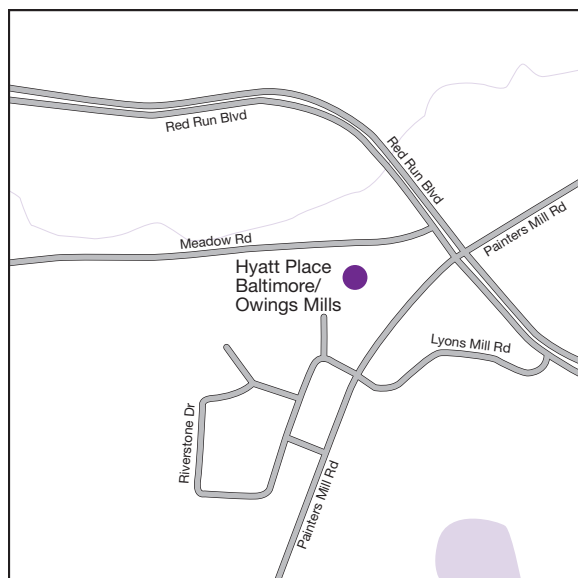 Red Run Blvd
Red Run Blvd
Painters Mill Rd
Meadow Rd
Hyatt Place
Baltimore/
Owings Mills
Lyons Mill Rd
Riverstone Dr
Painters Mill Rd